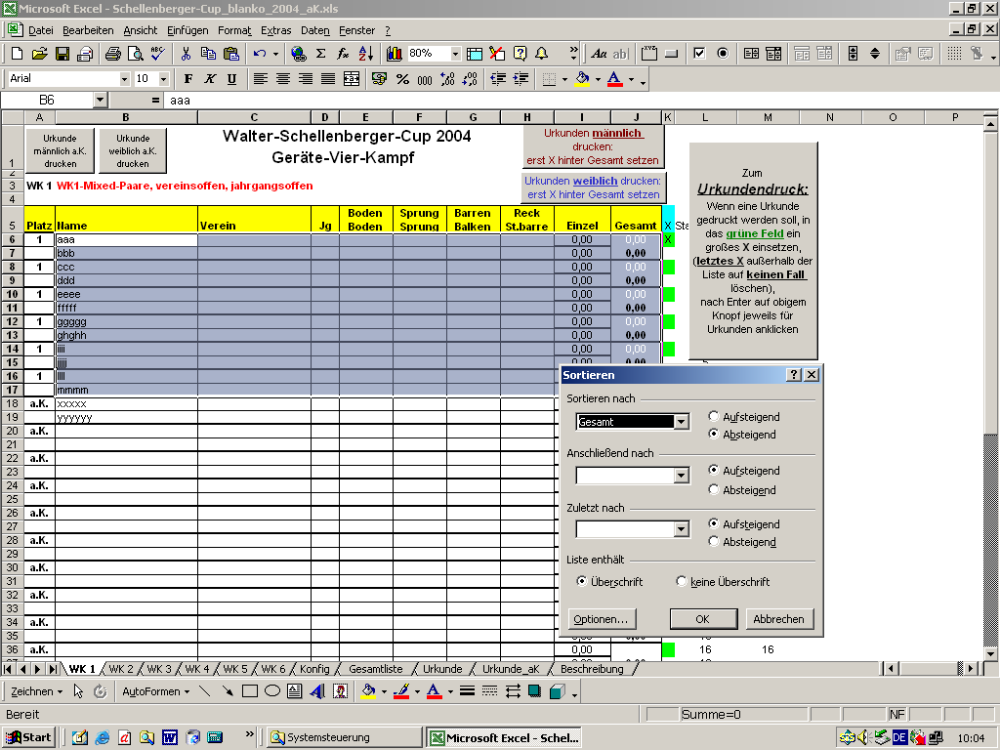 Microsoft Excel - Schellenberger-Cup_blanko_2004_aK.xls
Datei Bearbeiten Ansicht Einfügen Format Extras Daten Fenster ?
80%
Arial 10 F K U
B6 = aaa
A B C D E F G H I J K L M N O P
1 Urkunde männlich a.K. drucken
Urkunde weiblich a.K. drucken
Walter-Schellenberger-Cup 2004
Geräte-Vier-Kampf
Urkunden männlich drucken:
erst X hinter Gesamt setzen
2
3 WK 1 WK1-Mixed-Paare, vereinsoffen, jahrgangsoffen
Urkunden weiblich drucken:
erst X hinter Gesamt setzen
4
Zum
Urkundendruck:
Wenn eine Urkunde
gedruckt werden soll, in
das grüne Feld ein
großes X einsetzen,
(letztes X außerhalb der
Liste auf keinen Fall
löschen),
nach Enter auf obigem
Knopf jeweils für
Urkunden anklicken
5 Platz Name Verein Jg Boden Boden Sprung Sprung Barren Balken Reck St.barre Einzel Gesamt X Sta
6 1 aaa 0,00 0,00 X
7 bbb 0,00 0,00
8 1 ccc 0,00 0,00
9 ddd 0,00 0,00
10 1 eeee 0,00 0,00
11 fffff 0,00 0,00
12 1 ggggg 0,00 0,00
13 ghghh 0,00 0,00
14 1 iiii 0,00 0,00
15 jjjjj 0,00 0,00
16 1 llll
17 mmmm
18 a.K. xxxxx
19 yyyyyy
20 a.K.
21
22 a.K.
23
24 a.K.
25
26 a.K.
27
28 a.K.
29
30 a.K.
31
32 a.K.
33
34 a.K.
35 0,00
36 a.K. 0,00 16 16
Sortieren
Sortieren nach
Gesamt
Aufsteigend
Absteigend
Anschließend nach
Aufsteigend
Absteigend
Zuletzt nach
Aufsteigend
Absteigend
Liste enthält
Überschrift keine Überschrift
Optionen... OK Abbrechen
WK 1 WK 2 WK 3 WK 4 WK 5 WK 6 Konfig Gesamtliste Urkunde Urkunde_aK Beschreibung
Zeichnen AutoFormen
Bereit Summe=0 NF
Start Systemsteuerung Microsoft Excel - Schel... DE 10:04